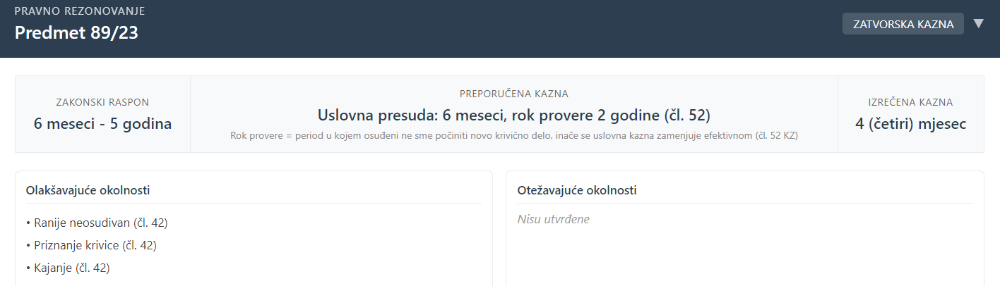 PRAVNO REZONOVANJE
Predmet 89/23
ZATVORSKA KAZNA ▼
ZAKONSKI RASPON
6 meseci - 5 godina
PREPORUČENA KAZNA
Uslovna presuda: 6 meseci, rok provere 2 godine (čl. 52)
Rok provere = period u kojem osuđeni ne sme počiniti novo krivično delo, inače se uslovna kazna zamenjuje efektivnom (čl. 52 KZ)
IZREČENA KAZNA
4 (četiri) mjesec
Olakšavajuće okolnosti
• Ranije neosudivan (čl. 42)
• Priznanje krivice (čl. 42)
• Kajanje (čl. 42)
Otežavajuće okolnosti
Nisu utvrđene